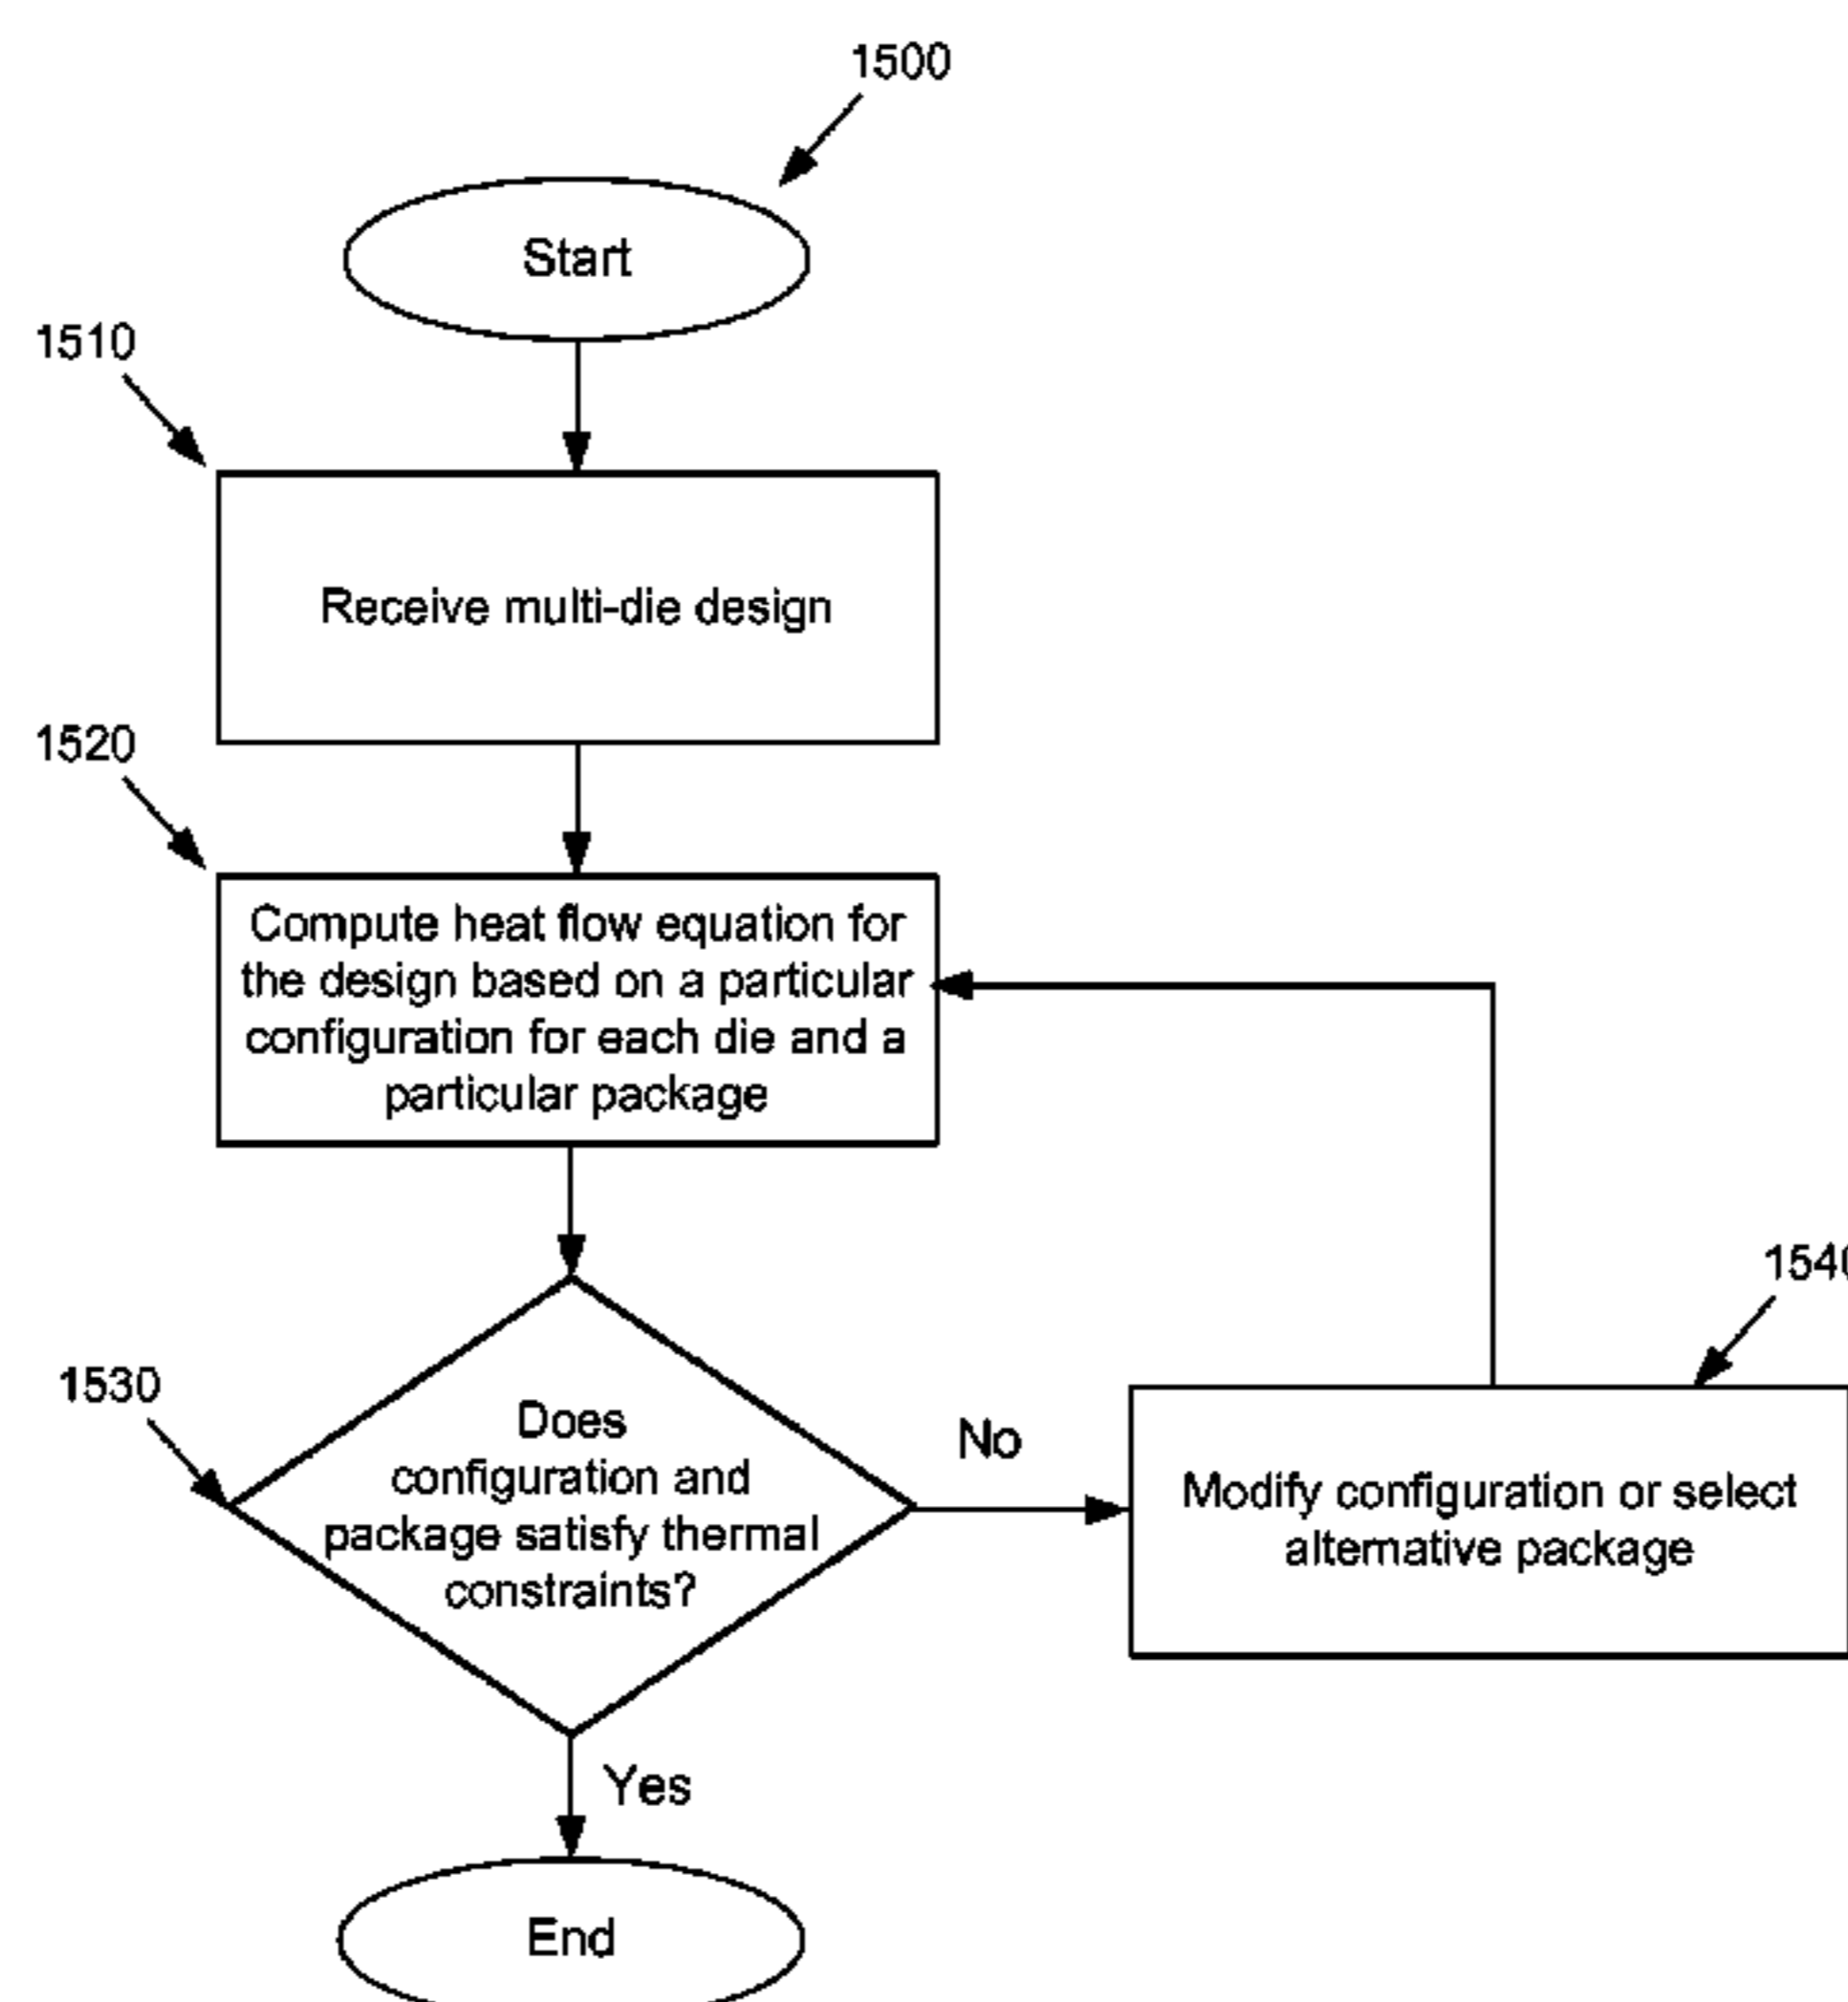 1500
Start
1510
Receive multi-die design
1520
Compute heat flow equation for
the design based on a particular
configuration for each die and a
particular package
1530
Does
configuration and
package satisfy thermal
constraints?
No
1540
Modify configuration or select
alternative package
Yes
End